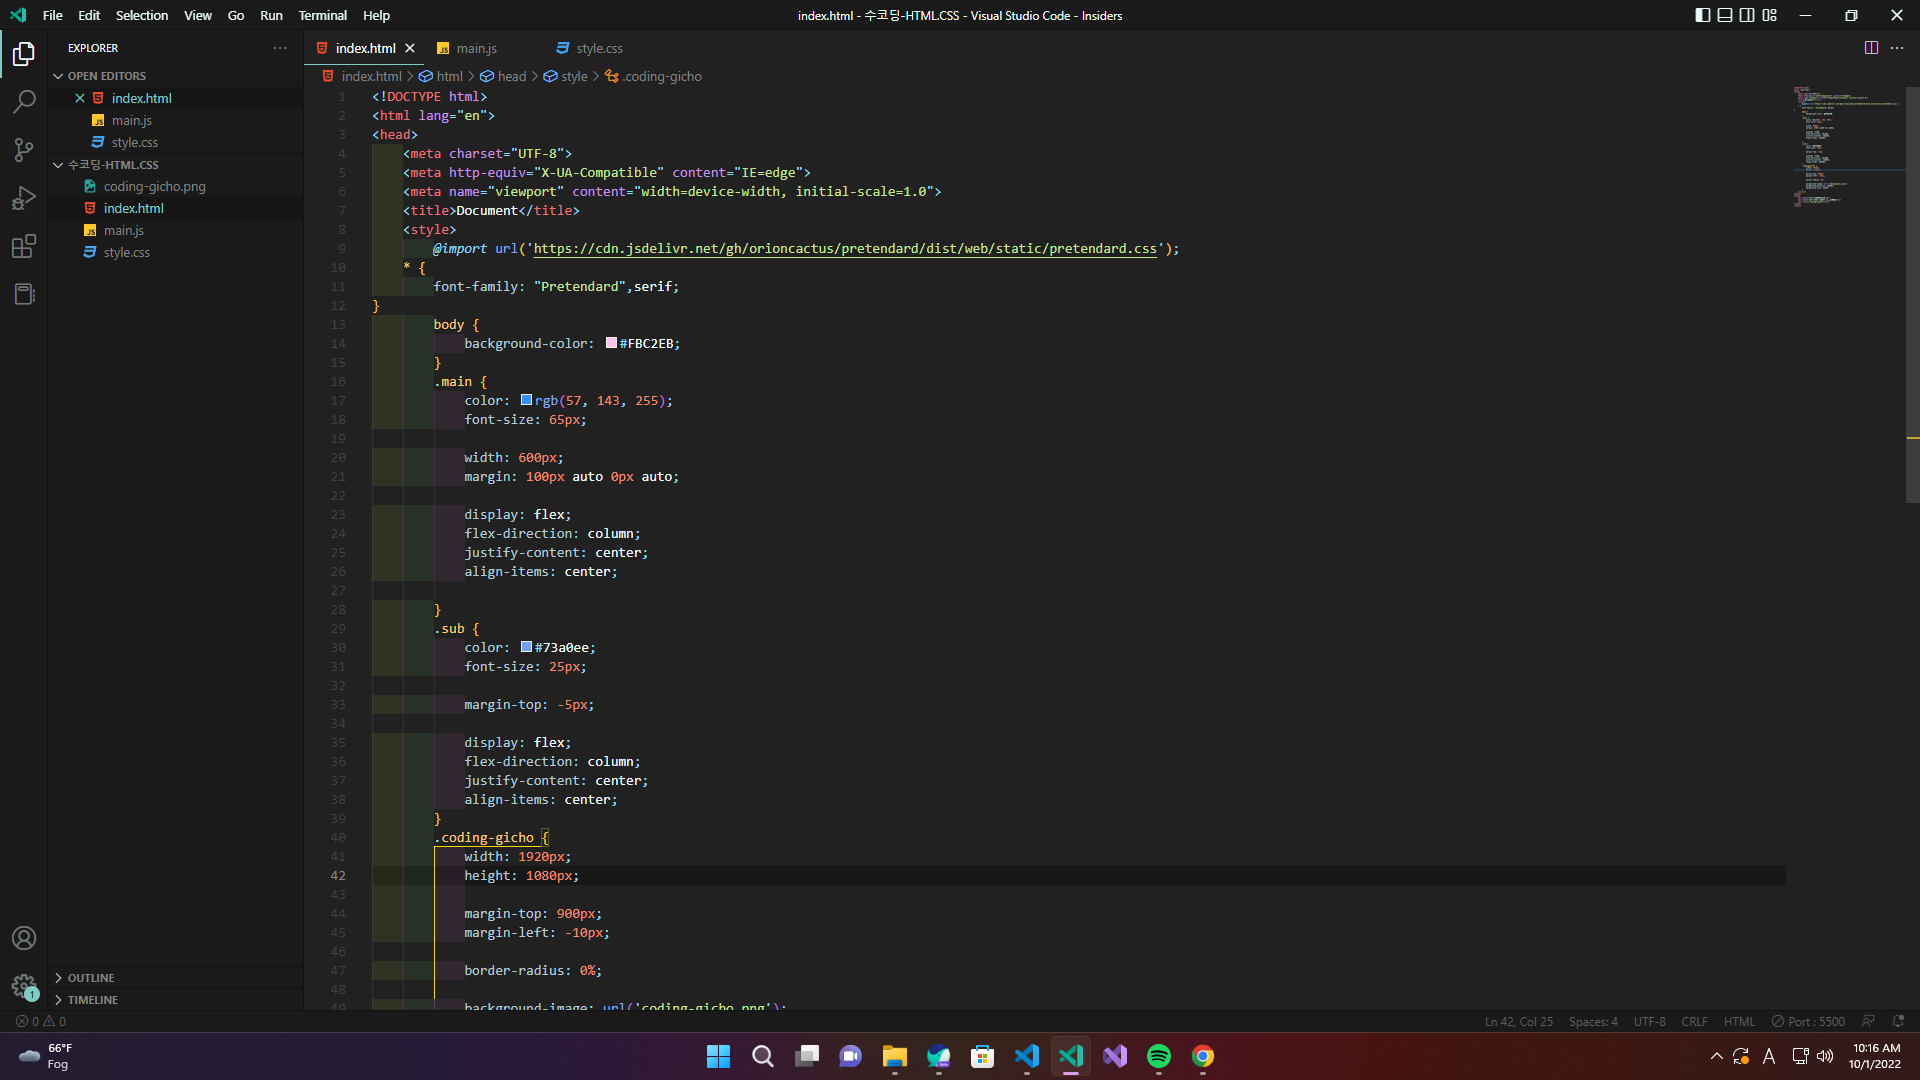 File Edit Selection View Go Run Terminal Help
index.html - 수코딩-HTML.CSS - Visual Studio Code - Insiders
EXPLORER
OPEN EDITORS
index.html
main.js
style.css
수코딩-HTML.CSS
coding-gicho.png
index.html
main.js
style.css
OUTLINE
TIMELINE
index.html main.js style.css
index.html > html > head > style > .coding-gicho
1 <!DOCTYPE html>
2 <html lang="en">
3 <head>
4 <meta charset="UTF-8">
5 <meta http-equiv="X-UA-Compatible" content="IE=edge">
6 <meta name="viewport" content="width=device-width, initial-scale=1.0">
7 <title>Document</title>
8 <style>
9 @import url('https://cdn.jsdelivr.net/gh/orioncactus/pretendard/dist/web/static/pretendard.css');
10 * {
11 font-family: "Pretendard",serif;
12 }
13 body {
14 background-color: #FBC2EB;
15 }
16 .main {
17 color: rgb(57, 143, 255);
18 font-size: 65px;
19
20 width: 600px;
21 margin: 100px auto 0px auto;
22
23 display: flex;
24 flex-direction: column;
25 justify-content: center;
26 align-items: center;
27
28 }
29 .sub {
30 color: #73a0ee;
31 font-size: 25px;
32
33 margin-top: -5px;
34
35 display: flex;
36 flex-direction: column;
37 justify-content: center;
38 align-items: center;
39 }
40 .coding-gicho {
41 width: 1920px;
42 height: 1080px;
43
44 margin-top: 900px;
45 margin-left: -10px;
46
47 border-radius: 0%;
48
49 background-image: url('coding-gicho.png');
0 0
Ln 42, Col 25 Spaces: 4 UTF-8 CRLF HTML Port : 5500
1
66°F
Fog
A
10:16 AM
10/1/2022